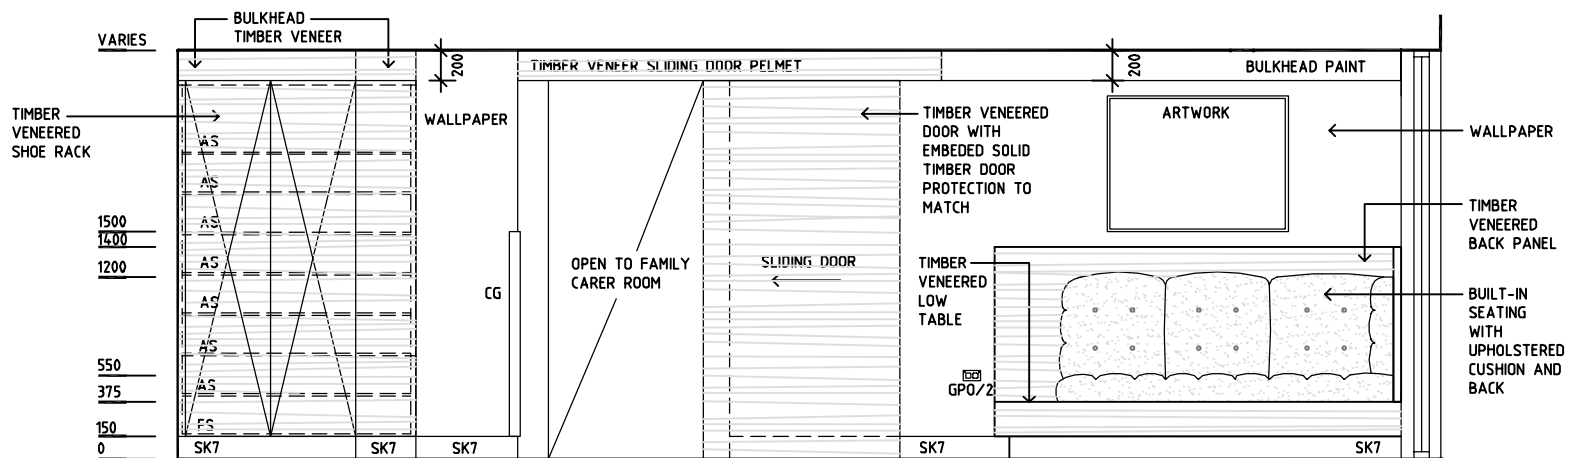 VARIES
BULKHEAD
TIMBER VENEER
200
TIMBER VENEER SLIDING DOOR PELMET
200
BULKHEAD PAINT
TIMBER
VENEERED
SHOE RACK
WALLPAPER
TIMBER VENEERED
DOOR WITH
EMBEDED SOLID
TIMBER DOOR
PROTECTION TO
MATCH
ARTWORK
WALLPAPER
AS
AS
AS
AS
AS
AS
AS
FS
1500
1400
1200
550
375
150
0
CG
OPEN TO FAMILY
CARER ROOM
SLIDING DOOR
TIMBER
VENEERED
LOW
TABLE
GPO/2
TIMBER
VENEERED
BACK PANEL
BUILT-IN
SEATING
WITH
UPHOLSTERED
CUSHION AND
BACK
SK7
SK7
SK7
SK7
SK7